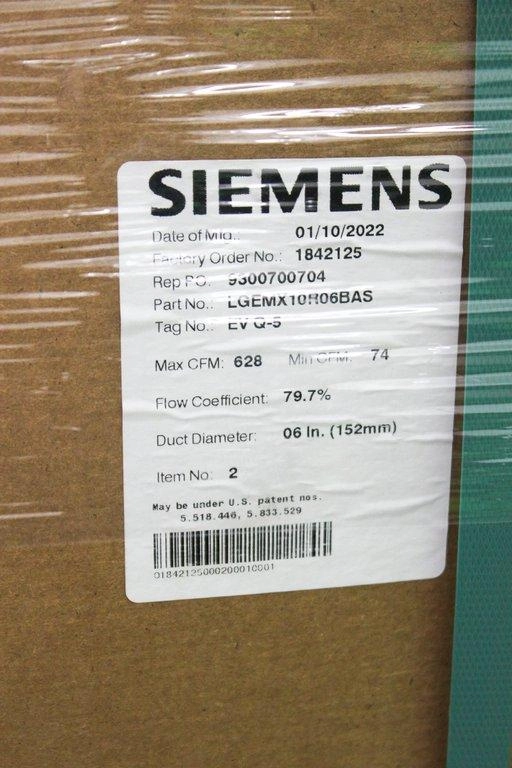 SIEMENS
Date of Mfg.: 01/10/2022
Factory Order No.: 1842125
Rep PO: 9300700704
Part No.: LGEMX10R06BAS
Tag No.: EV Q-5
Max CFM: 628 Min CFM: 74
Flow Coefficient: 79.7%
Duct Diameter: 06 In. (152mm)
Item No: 2
May be under U.S. patent nos.
5.518.446, 5.833.529
01842125000200010001